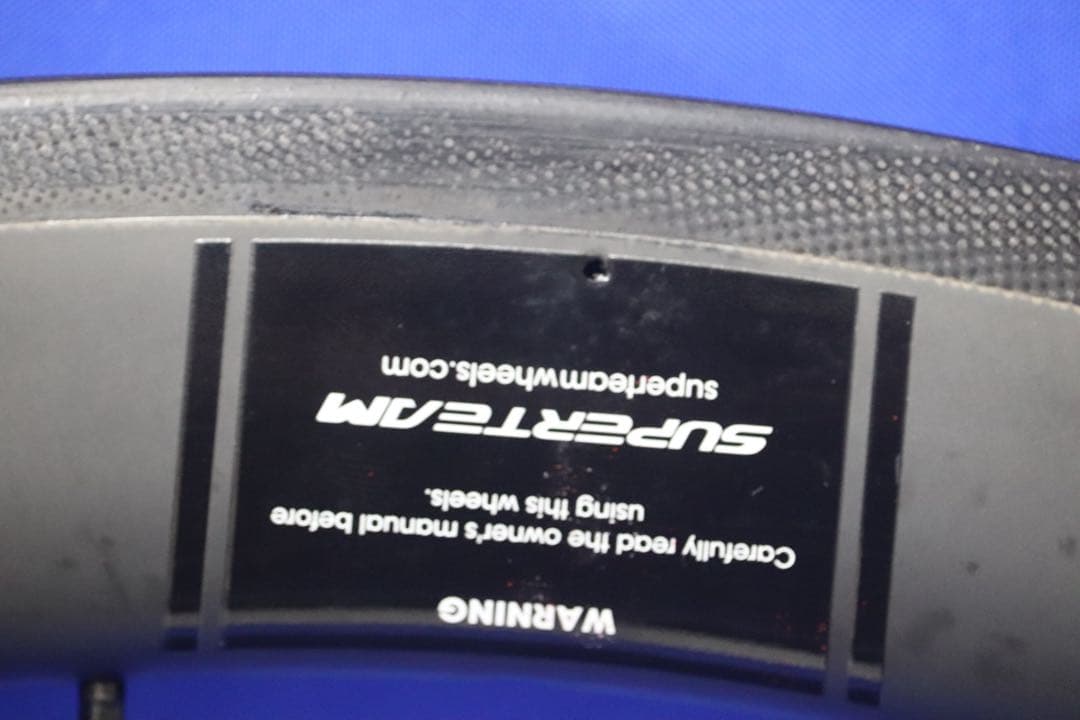 WARNING
Carefully read the owner's manual before
using this wheels.
SUPERTEAM
superteamwheels.com